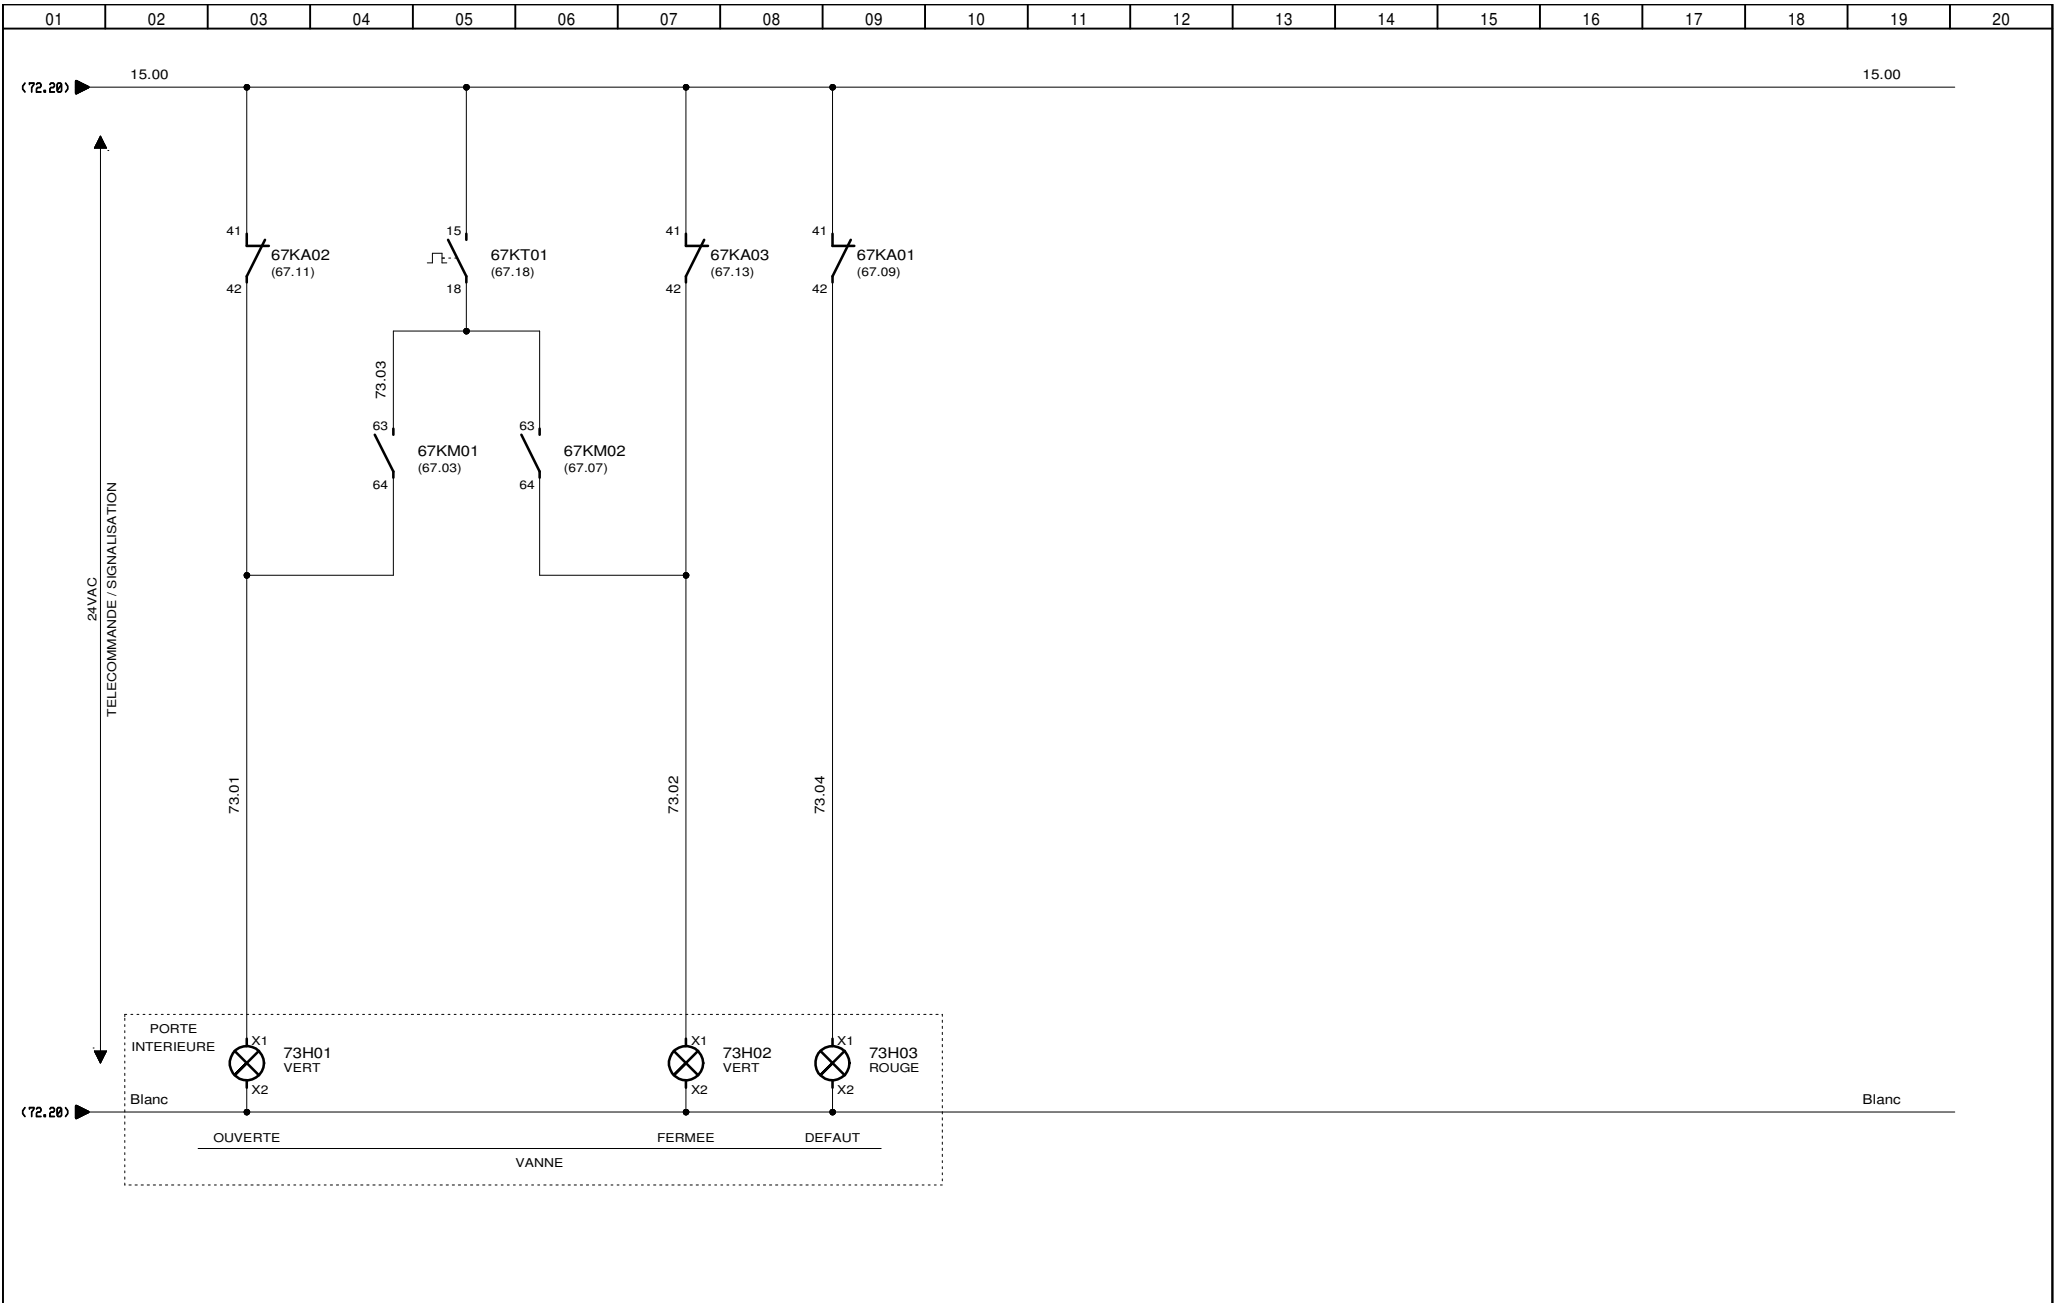 01 02 03 04 05 06 07 08 09 10 11 12 13 14 15 16 17 18 19 20
15.00 15.00
(72.20)
41 15 41 41
67KA02 67KT01 67KA03 67KA01
(67.11) (67.18) (67.13) (67.09)
42 18 42 42
73.03
63 63
67KM01 67KM02
(67.03) (67.07)
64 64
24VAC
TELECOMMANDE / SIGNALISATION
73.01 73.02 73.04
PORTE
INTERIEURE
X1 X1 X1
73H01 73H02 73H03
VERT VERT ROUGE
X2 X2 X2
Blanc Blanc
(72.20)
OUVERTE FERMEE DEFAUT
VANNE